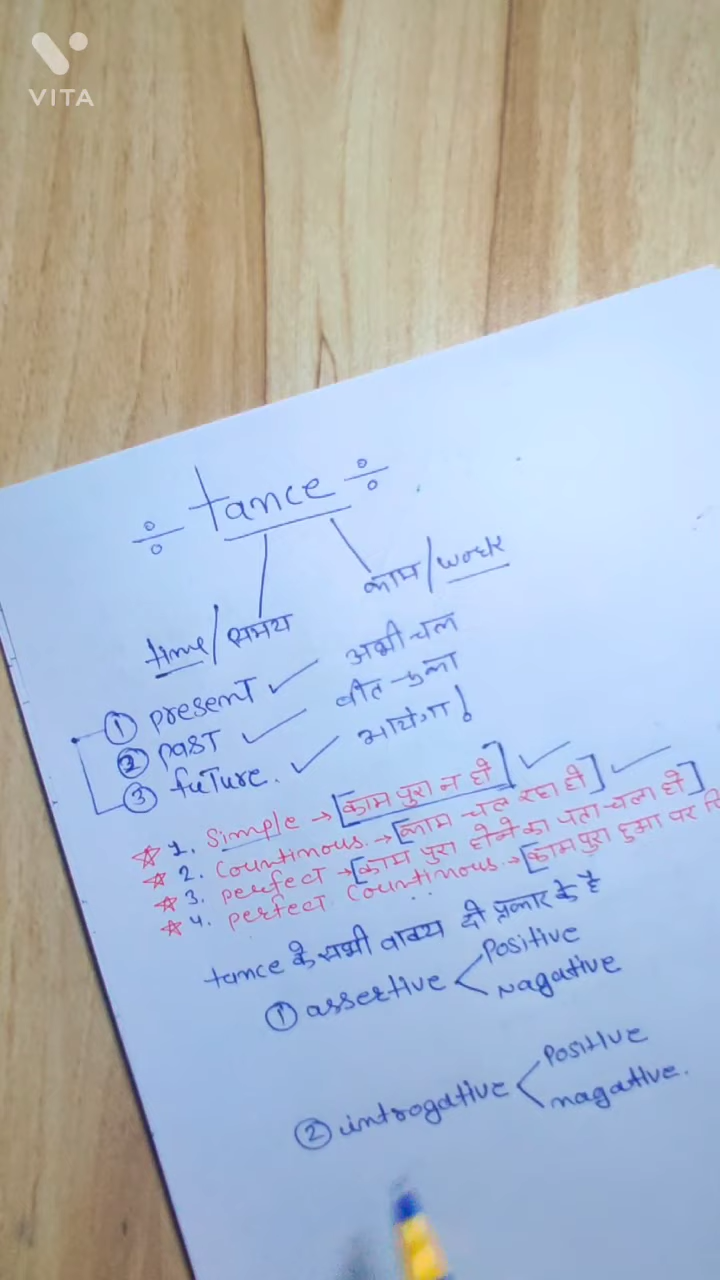 VITA
÷ tance ÷
time/समय काम/work
① present ✓ अभी चल
② past ✓ बीत चुका
③ future. ✓ आयेगा!
☆ 1. Simple → [काम पुरा न हो] ✓
☆ 2. Countinous. → [काम चल रहा हो] ✓
☆ 3. perfect → [काम पुरा होने का पता चला हो]
☆ 4. perfect Countinous. → [काम पुरा हुआ पर
tance के सभी वाक्य दो प्रकार के है
① assertive < Positive
Nagative
② introgative < Positive
nagative.